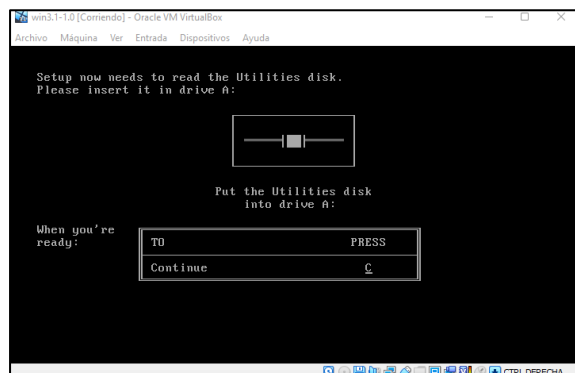 win3.1-1.0 [Corriendo] - Oracle VM VirtualBox
Archivo Máquina Ver Entrada Dispositivos Ayuda
Setup now needs to read the Utilities disk.
Please insert it in drive A:
Put the Utilities disk
into drive A:
When you're
ready:
TO PRESS
Continue C
CTRL DERECHA